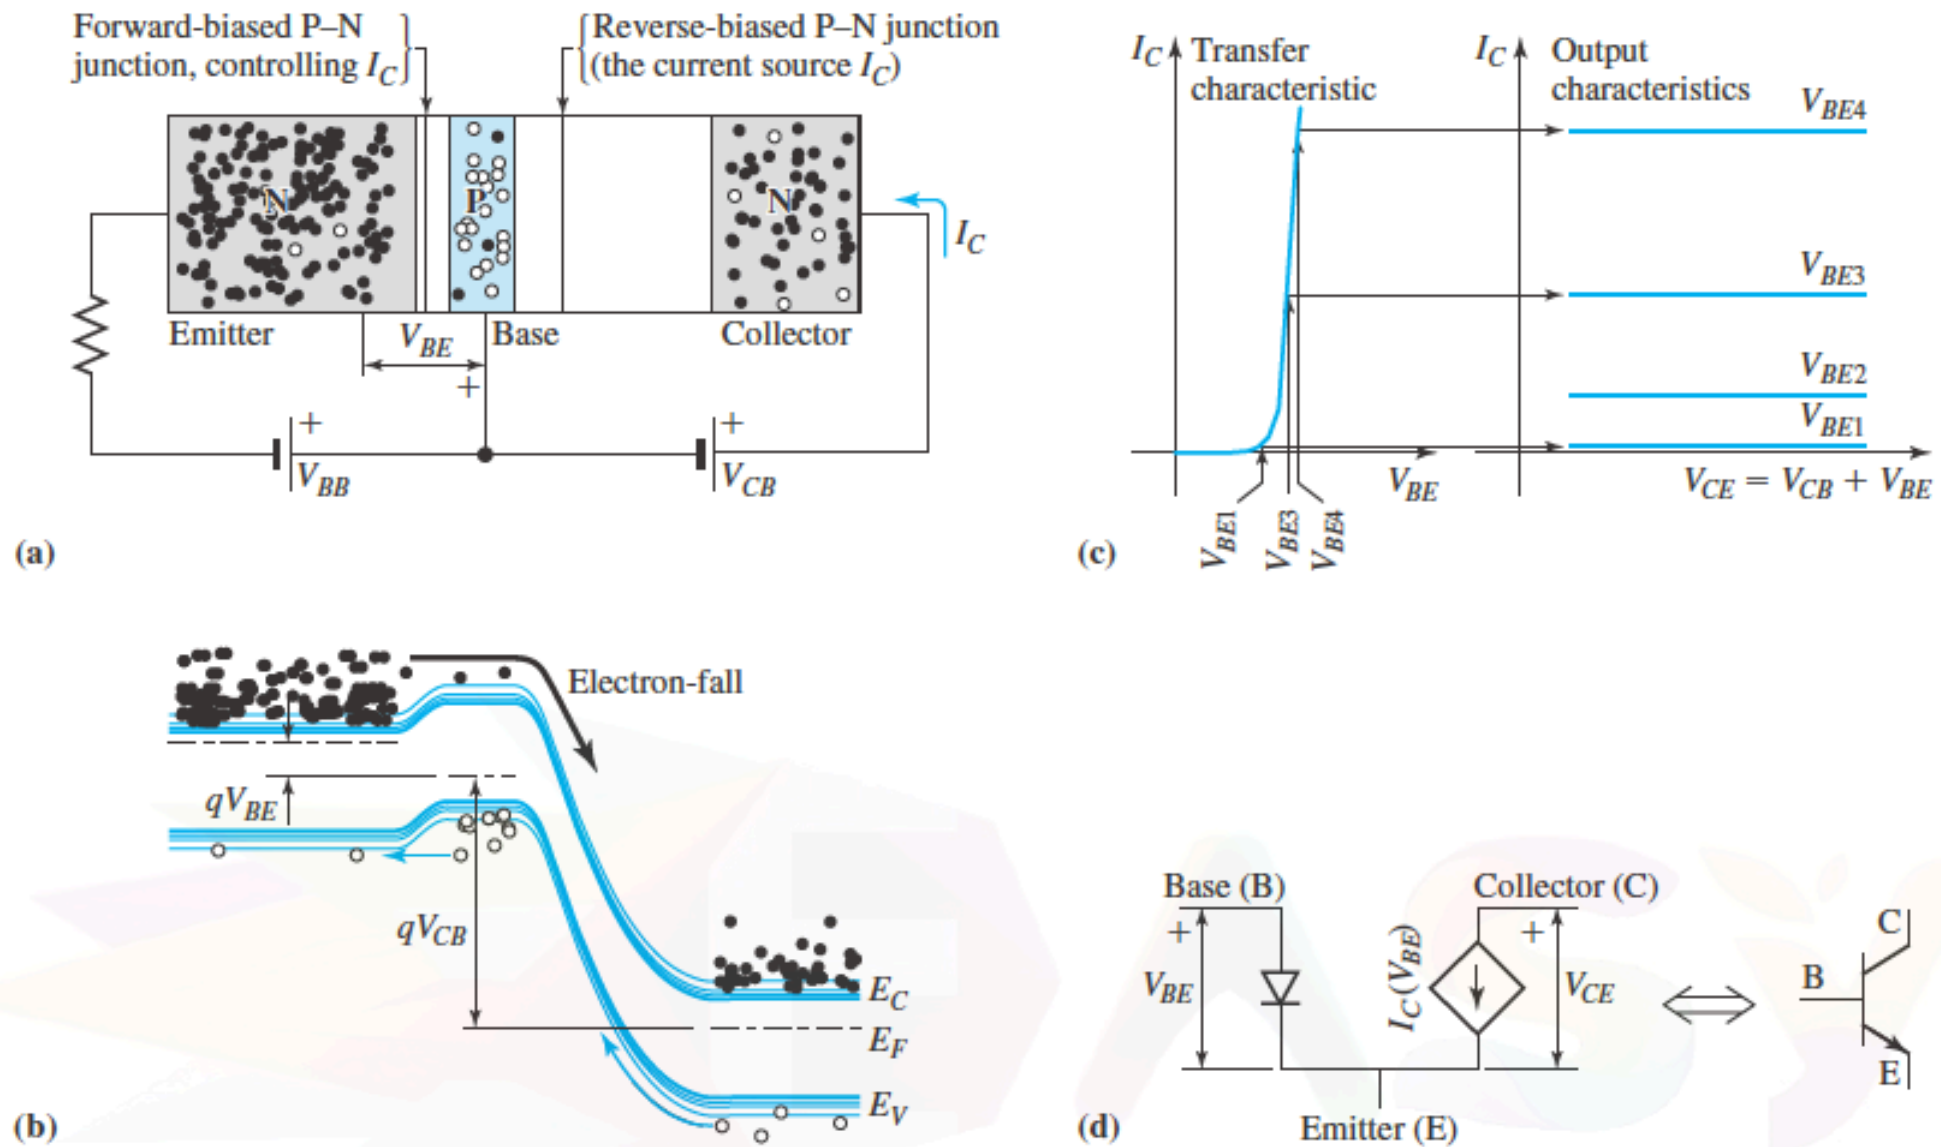 Forward-biased P–N
junction, controlling I_C
Reverse-biased P–N junction
(the current source I_C)
N
P
N
I_C
Emitter
V_BE
Base
Collector
+
+
V_BB
+
V_CB
(a)
I_C
Transfer
characteristic
I_C
Output
characteristics
V_BE4
V_BE3
V_BE2
V_BE1
V_BE
V_CE = V_CB + V_BE
V_BE1
V_BE3
V_BE4
(c)
Electron-fall
qV_BE
qV_CB
E_C
E_F
E_V
(b)
Base (B)
Collector (C)
+
V_BE
I_C(V_BE)
+
V_CE
C
B
E
Emitter (E)
(d)